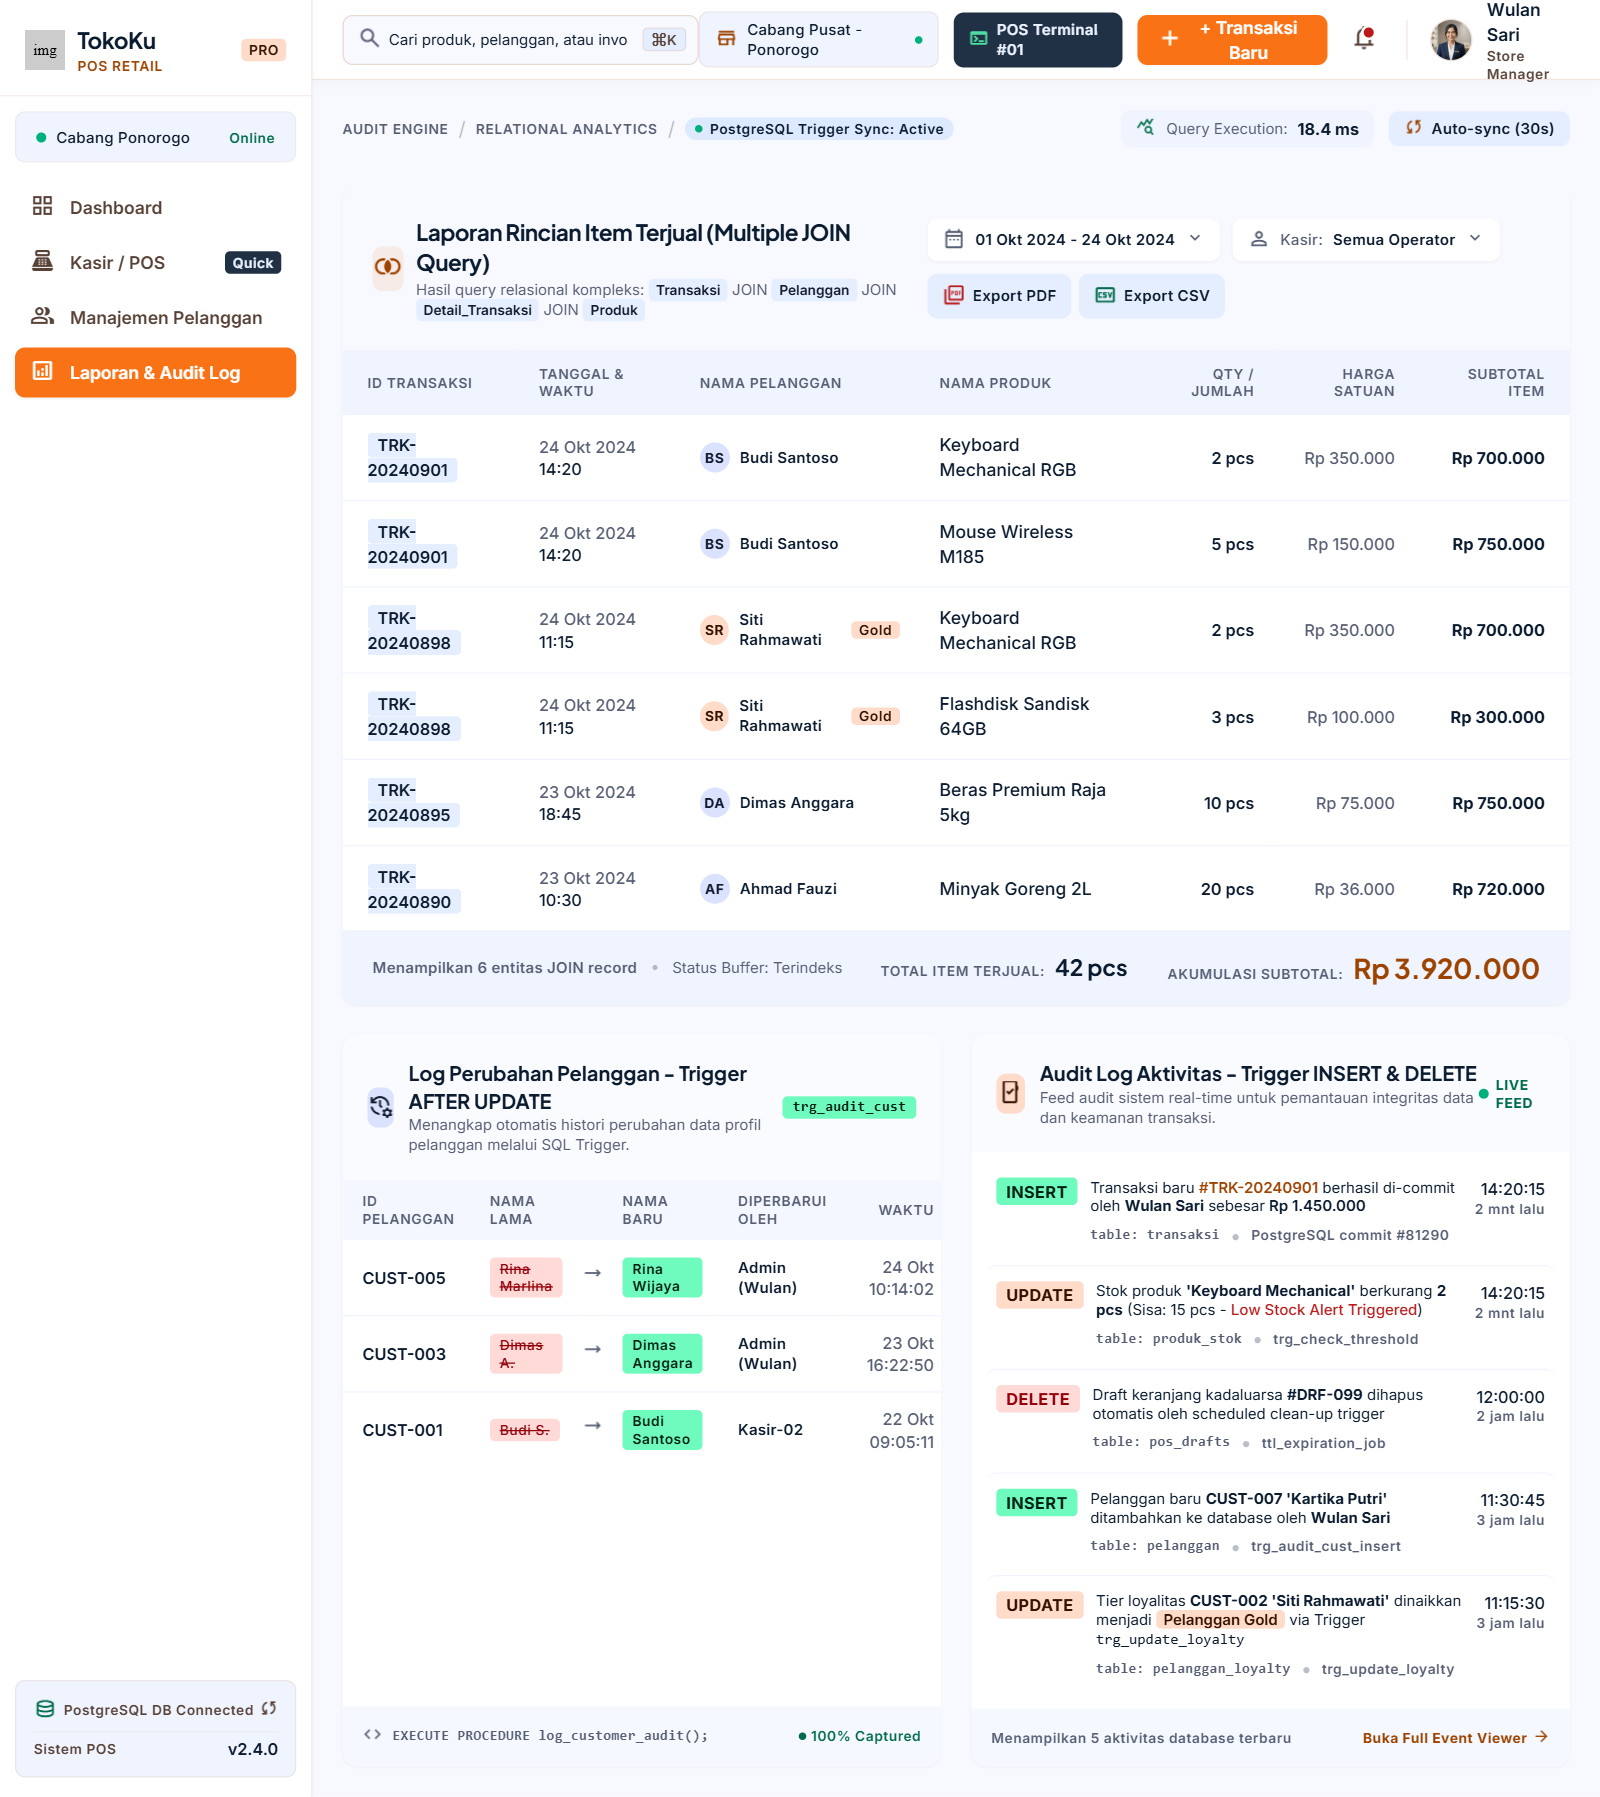 img
TokoKu
POS RETAIL
PRO
Cabang Ponorogo
Online
Dashboard
Kasir / POS
Quick
Manajemen Pelanggan
Laporan & Audit Log
PostgreSQL DB Connected
Sistem POS
v2.4.0
Cari produk, pelanggan, atau invo
⌘K
Cabang Pusat -
Ponorogo
POS Terminal
#01
+ Transaksi
Baru
Wulan
Sari
Store
Manager
AUDIT ENGINE / RELATIONAL ANALYTICS / PostgreSQL Trigger Sync: Active
Query Execution: 18.4 ms
Auto-sync (30s)
Laporan Rincian Item Terjual (Multiple JOIN
Query)
Hasil query relasional kompleks: Transaksi JOIN Pelanggan JOIN
Detail_Transaksi JOIN Produk
01 Okt 2024 - 24 Okt 2024
Kasir: Semua Operator
Export PDF
Export CSV
ID TRANSAKSI
TANGGAL &
WAKTU
NAMA PELANGGAN
NAMA PRODUK
QTY /
JUMLAH
HARGA
SATUAN
SUBTOTAL
ITEM
TRK-
20240901
24 Okt 2024
14:20
BS
Budi Santoso
Keyboard
Mechanical RGB
2 pcs
Rp 350.000
Rp 700.000
TRK-
20240901
24 Okt 2024
14:20
BS
Budi Santoso
Mouse Wireless
M185
5 pcs
Rp 150.000
Rp 750.000
TRK-
20240898
24 Okt 2024
11:15
SR
Siti
Rahmawati
Gold
Keyboard
Mechanical RGB
2 pcs
Rp 350.000
Rp 700.000
TRK-
20240898
24 Okt 2024
11:15
SR
Siti
Rahmawati
Gold
Flashdisk Sandisk
64GB
3 pcs
Rp 100.000
Rp 300.000
TRK-
20240895
23 Okt 2024
18:45
DA
Dimas Anggara
Beras Premium Raja
5kg
10 pcs
Rp 75.000
Rp 750.000
TRK-
20240890
23 Okt 2024
10:30
AF
Ahmad Fauzi
Minyak Goreng 2L
20 pcs
Rp 36.000
Rp 720.000
Menampilkan 6 entitas JOIN record • Status Buffer: Terindeks
TOTAL ITEM TERJUAL: 42 pcs
AKUMULASI SUBTOTAL: Rp 3.920.000
Log Perubahan Pelanggan – Trigger
AFTER UPDATE
Menangkap otomatis histori perubahan data profil
pelanggan melalui SQL Trigger.
trg_audit_cust
ID
PELANGGAN
NAMA
LAMA
NAMA
BARU
DIPERBARUI
OLEH
WAKTU
CUST-005
Rina
Marlina
→
Rina
Wijaya
Admin
(Wulan)
24 Okt
10:14:02
CUST-003
Dimas
A.
→
Dimas
Anggara
Admin
(Wulan)
23 Okt
16:22:50
CUST-001
Budi S.
→
Budi
Santoso
Kasir-02
22 Okt
09:05:11
<> EXECUTE PROCEDURE log_customer_audit();
100% Captured
Audit Log Aktivitas – Trigger INSERT & DELETE
Feed audit sistem real-time untuk pemantauan integritas data
dan keamanan transaksi.
LIVE
FEED
INSERT
Transaksi baru #TRK-20240901 berhasil di-commit
oleh Wulan Sari sebesar Rp 1.450.000
table: transaksi • PostgreSQL commit #81290
14:20:15
2 mnt lalu
UPDATE
Stok produk 'Keyboard Mechanical' berkurang 2
pcs (Sisa: 15 pcs - Low Stock Alert Triggered)
table: produk_stok • trg_check_threshold
14:20:15
2 mnt lalu
DELETE
Draft keranjang kadaluarsa #DRF-099 dihapus
otomatis oleh scheduled clean-up trigger
table: pos_drafts • ttl_expiration_job
12:00:00
2 jam lalu
INSERT
Pelanggan baru CUST-007 'Kartika Putri'
ditambahkan ke database oleh Wulan Sari
table: pelanggan • trg_audit_cust_insert
11:30:45
3 jam lalu
UPDATE
Tier loyalitas CUST-002 'Siti Rahmawati' dinaikkan
menjadi Pelanggan Gold via Trigger
trg_update_loyalty
table: pelanggan_loyalty • trg_update_loyalty
11:15:30
3 jam lalu
Menampilkan 5 aktivitas database terbaru
Buka Full Event Viewer →